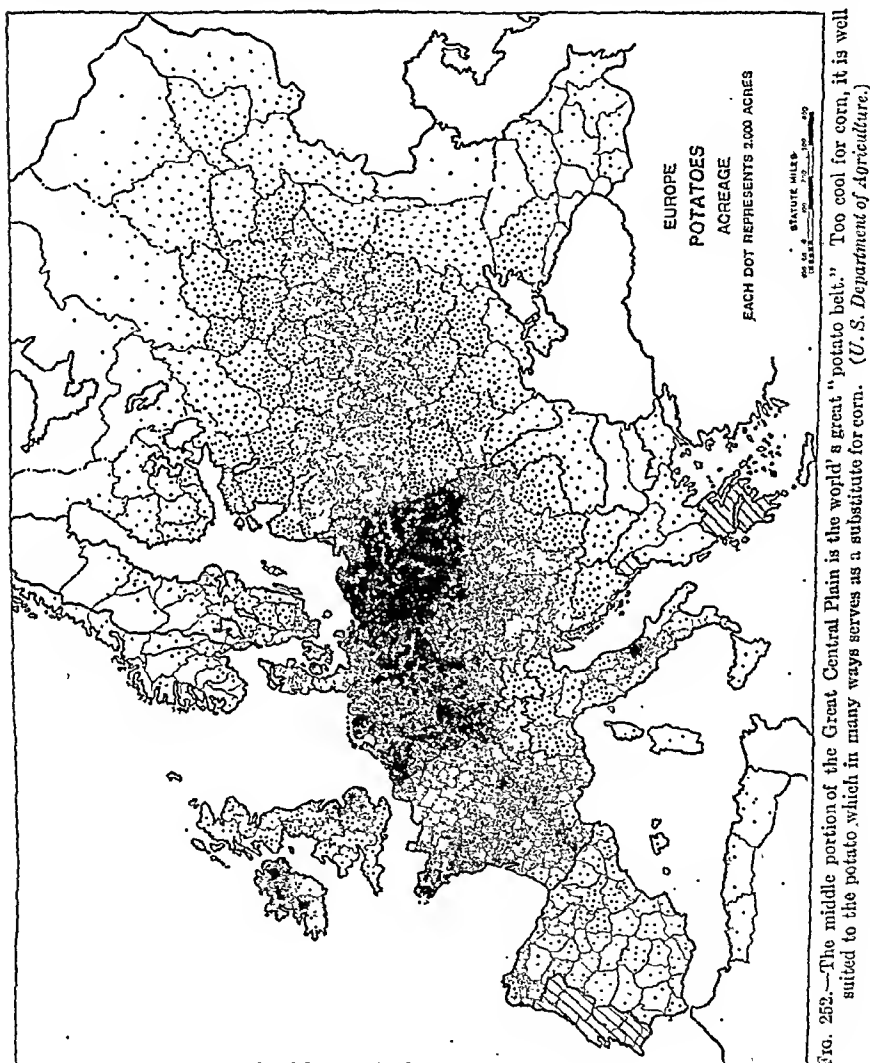 EUROPE
POTATOES
ACREAGE
EACH DOT REPRESENTS 2,000 ACRES
STATUTE MILES
FIG. 252.—The middle portion of the Great Central Plain is the world's great "potato belt." Too cool for corn, it is well
suited to the potato which in many ways serves as a substitute for corn. (U. S. Department of Agriculture.)